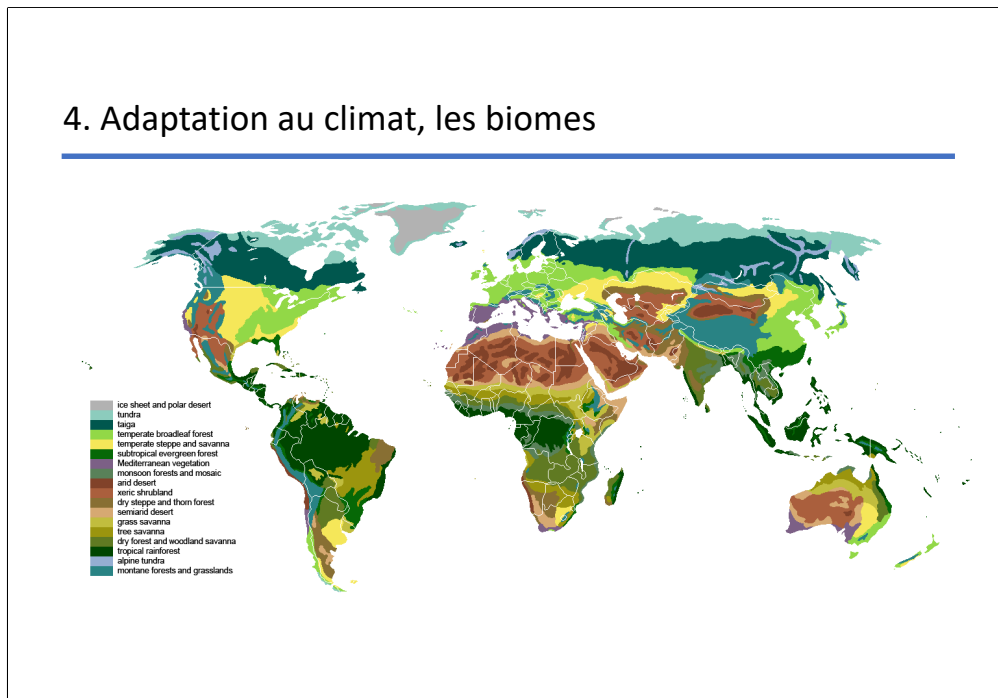 4. Adaptation au climat, les biomes
ice sheet and polar desert
tundra
taiga
temperate broadleaf forest
temperate steppe and savanna
subtropical evergreen forest
Mediterranean vegetation
monsoon forests and mosaic
arid desert
xeric shrubland
dry steppe and thorn forest
semiarid desert
grass savanna
tree savanna
dry forest and woodland savanna
tropical rainforest
alpine tundra
montane forests and grasslands